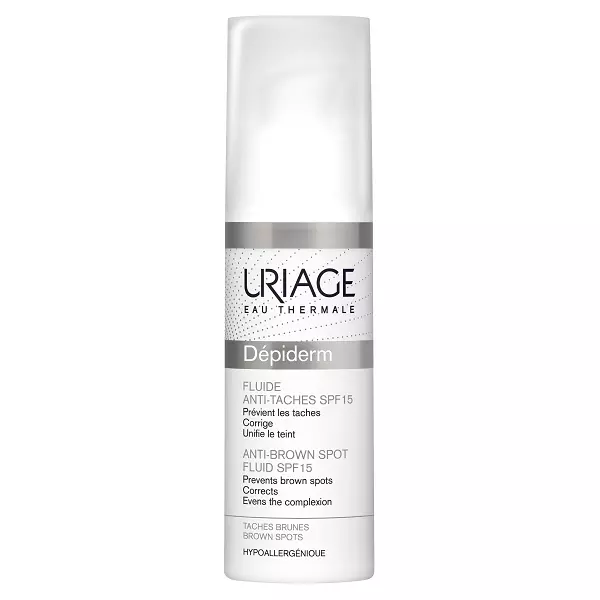 URIAGE
EAU THERMALE
Dépiderm
FLUIDE
ANTI-TACHES SPF15
Prévient les taches
Corrige
Unifie le teint
ANTI-BROWN SPOT
FLUID SPF15
Prevents brown spots
Corrects
Evens the complexion
TACHES BRUNES
BROWN SPOTS
HYPOALLERGÉNIQUE